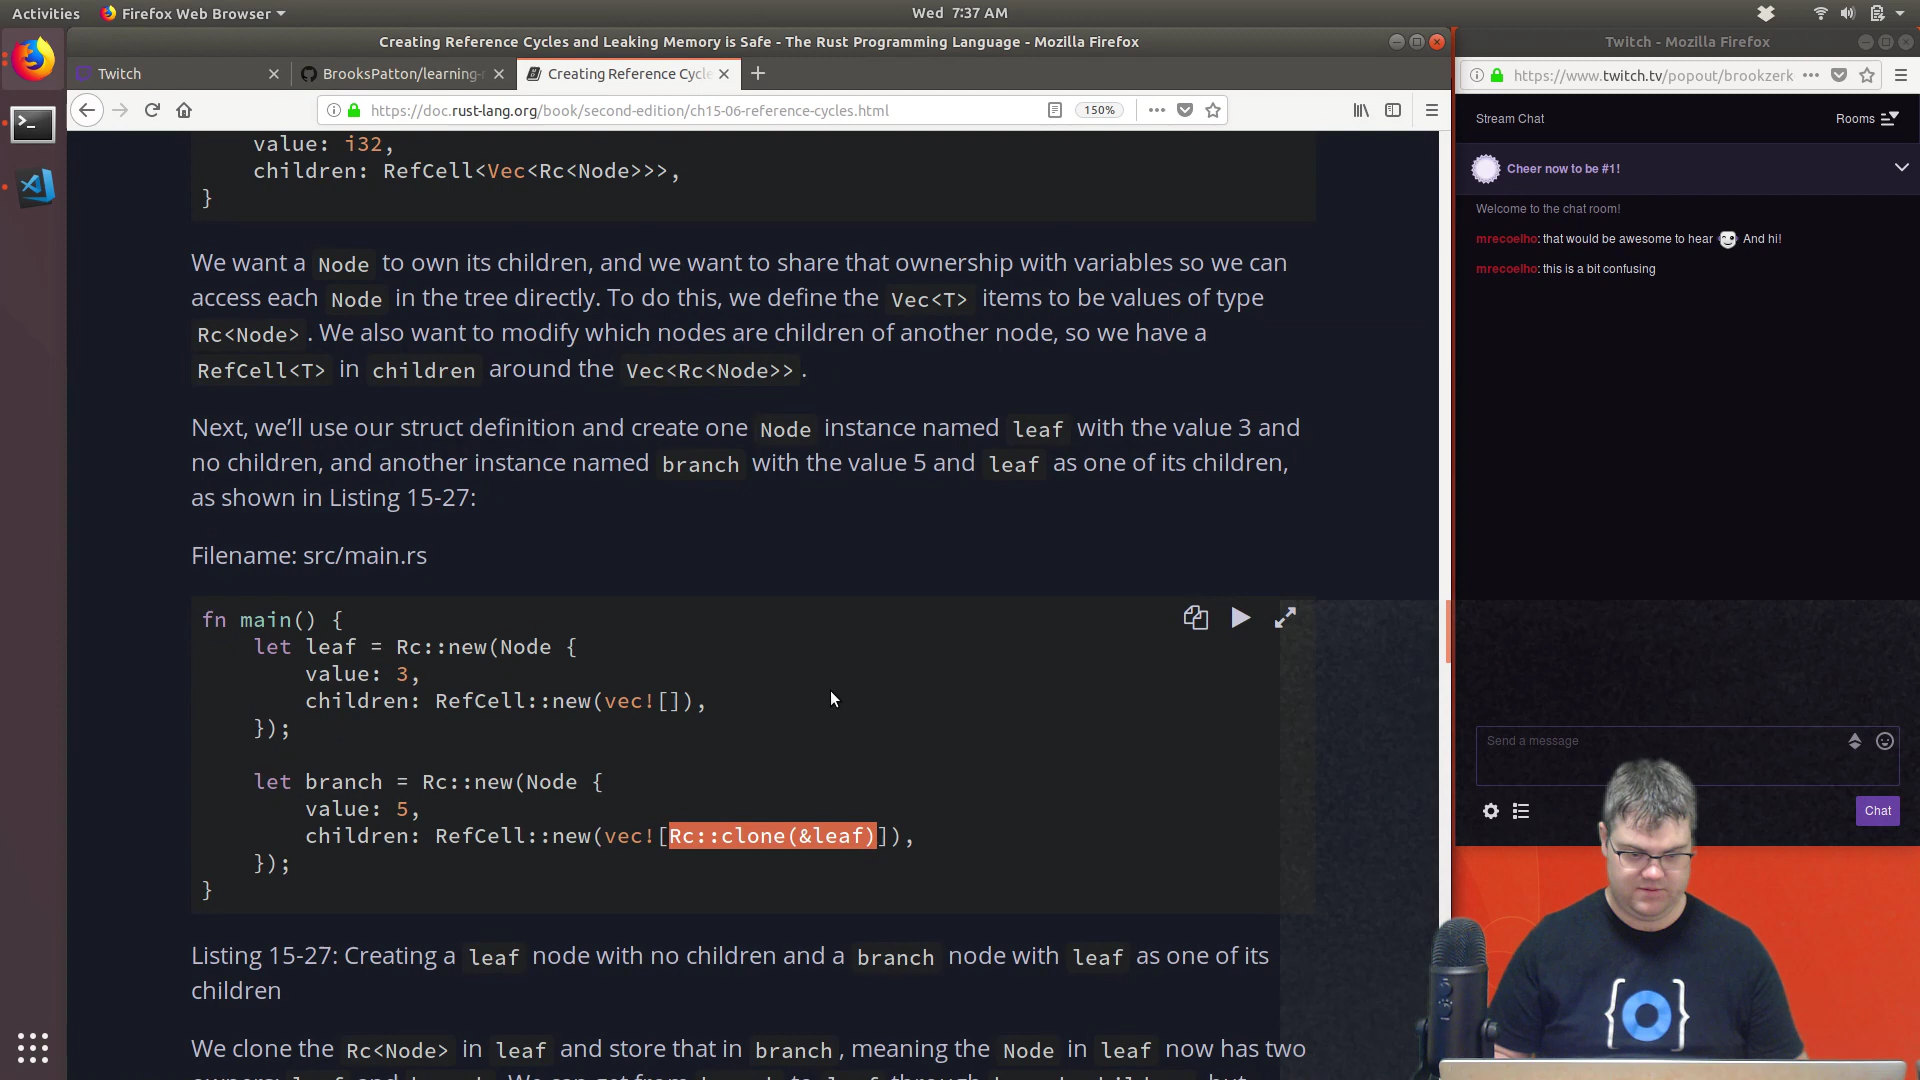 Activities Firefox Web Browser Wed 7:37 AM
Creating Reference Cycles and Leaking Memory is Safe - The Rust Programming Language - Mozilla Firefox
Twitch - Mozilla Firefox
Twitch BrooksPatton/learning-r Creating Reference Cycle
https://doc.rust-lang.org/book/second-edition/ch15-06-reference-cycles.html 150%
https://www.twitch.tv/popout/brookzerk
value: i32,
children: RefCell<Vec<Rc<Node>>>,
}
We want a Node to own its children, and we want to share that ownership with variables so we can
access each Node in the tree directly. To do this, we define the Vec<T> items to be values of type
Rc<Node>. We also want to modify which nodes are children of another node, so we have a
RefCell<T> in children around the Vec<Rc<Node>>.
Next, we’ll use our struct definition and create one Node instance named leaf with the value 3 and
no children, and another instance named branch with the value 5 and leaf as one of its children,
as shown in Listing 15-27:
Filename: src/main.rs
fn main() {
let leaf = Rc::new(Node {
value: 3,
children: RefCell::new(vec![]),
});
let branch = Rc::new(Node {
value: 5,
children: RefCell::new(vec![Rc::clone(&leaf)]),
});
}
Listing 15-27: Creating a leaf node with no children and a branch node with leaf as one of its
children
We clone the Rc<Node> in leaf and store that in branch, meaning the Node in leaf now has two
Stream Chat Rooms
Cheer now to be #1!
Welcome to the chat room!
mrecoelho: that would be awesome to hear And hi!
mrecoelho: this is a bit confusing
Send a message
Chat